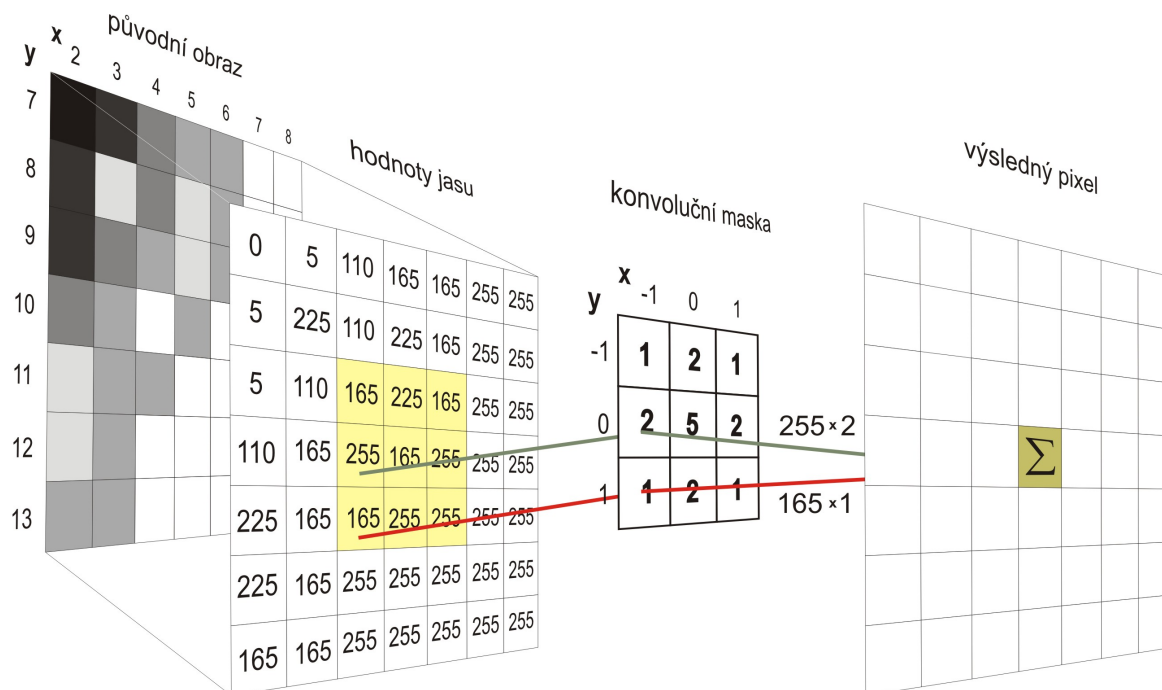 původní obraz
x
2 3 4 5 6 7 8
y
7
8
9
10
11
12
13
hodnoty jasu
0 5 110 165 165 255 255
5 225 110 225 165 255 255
5 110 165 225 165 255 255
110 165 255 165 255 255 255
225 165 165 255 255 255 255
225 165 255 255 255 255 255
165 165 255 255 255 255 255
konvoluční maska
x
-1 0 1
y
-1 1 2 1
0 2 5 2
1 1 2 1
255×2
165×1
výsledný pixel
Σ